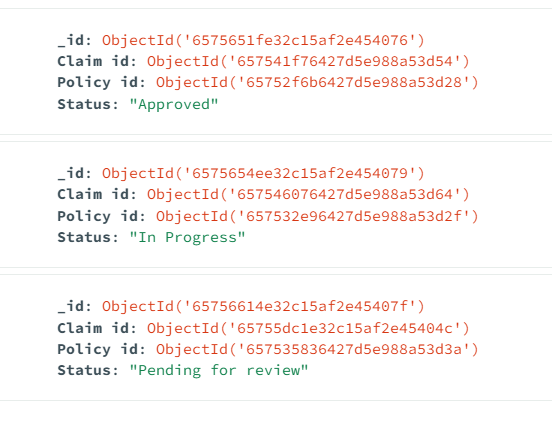 _id: ObjectId('6575651fe32c15af2e454076')
Claim id: ObjectId('657541f76427d5e988a53d54')
Policy id: ObjectId('65752f6b6427d5e988a53d28')
Status: "Approved"
_id: ObjectId('6575654ee32c15af2e454079')
Claim id: ObjectId('657546076427d5e988a53d64')
Policy id: ObjectId('657532e96427d5e988a53d2f')
Status: "In Progress"
_id: ObjectId('65756614e32c15af2e45407f')
Claim id: ObjectId('65755dc1e32c15af2e45404c')
Policy id: ObjectId('657535836427d5e988a53d3a')
Status: "Pending for review"